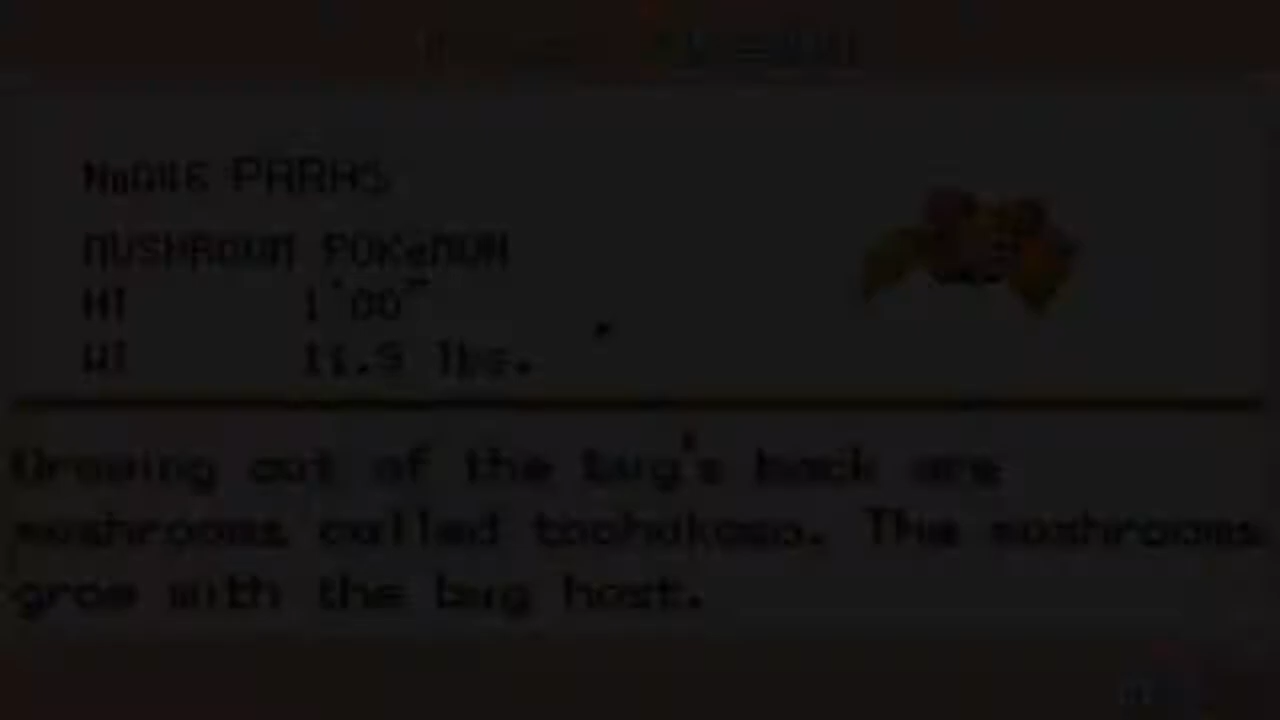 No046 PARAS
MUSHROOM POKéMON
HT 1'00"
WT 11.9 lbs.
Growing out of the bug's back are
mushrooms called tochukaso. The mushrooms
grow with the bug host.